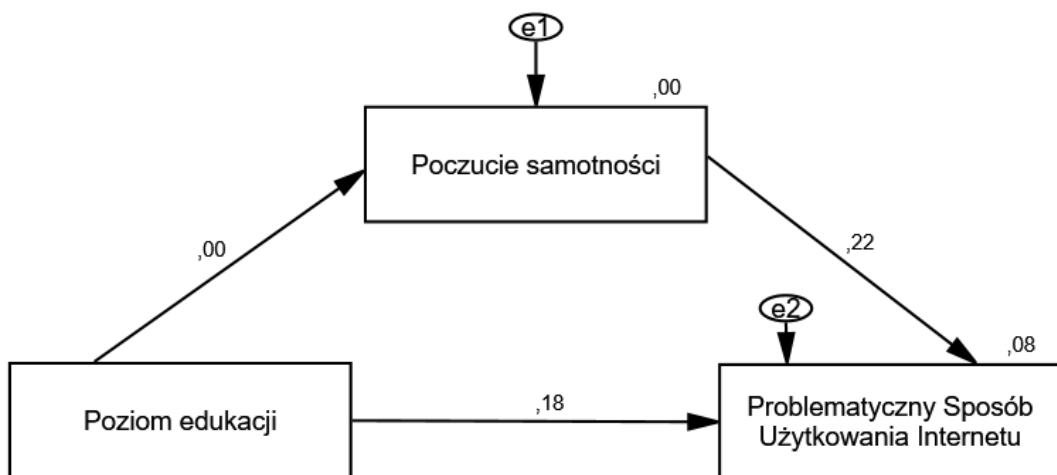 e1
,00
Poczucie samotności
,00
,22
e2
,08
Poziom edukacji
,18
Problematyczny Sposób
Użytkowania Internetu